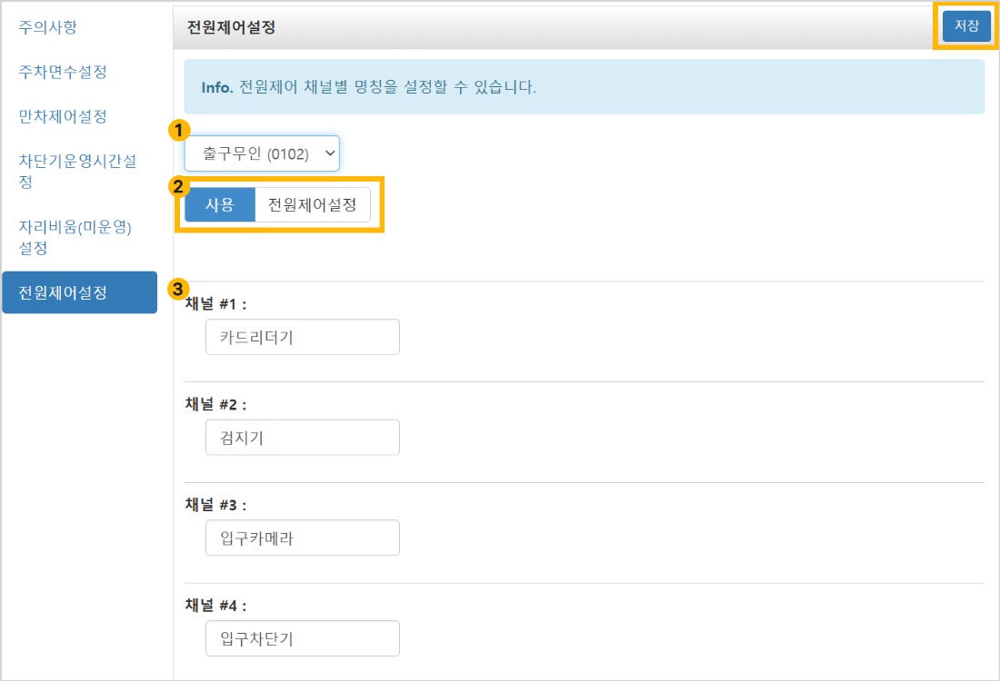 주의사항
주차면수설정
만차제어설정
차단기운영시간설
정
자리비움(미운영)
설정
전원제어설정
전원제어설정
저장
Info. 전원제어 채널별 명칭을 설정할 수 있습니다.
1
출구무인 (0102)
2
사용 전원제어설정
3
채널 #1 :
카드리더기
채널 #2 :
검지기
채널 #3 :
입구카메라
채널 #4 :
입구차단기